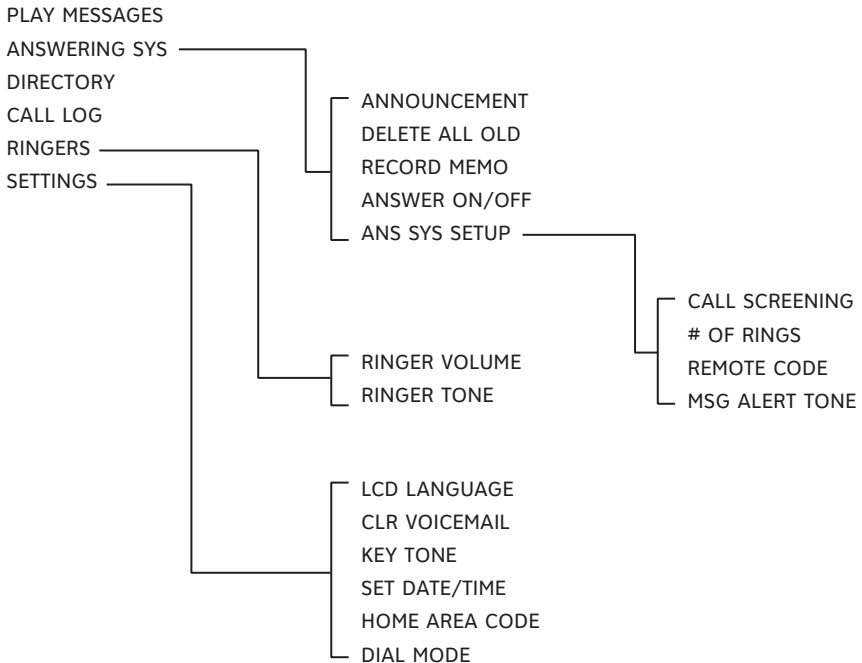 PLAY MESSAGES
ANSWERING SYS
DIRECTORY
CALL LOG
RINGERS
SETTINGS
ANNOUNCEMENT
DELETE ALL OLD
RECORD MEMO
ANSWER ON/OFF
ANS SYS SETUP
CALL SCREENING
# OF RINGS
REMOTE CODE
MSG ALERT TONE
RINGER VOLUME
RINGER TONE
LCD LANGUAGE
CLR VOICEMAIL
KEY TONE
SET DATE/TIME
HOME AREA CODE
DIAL MODE